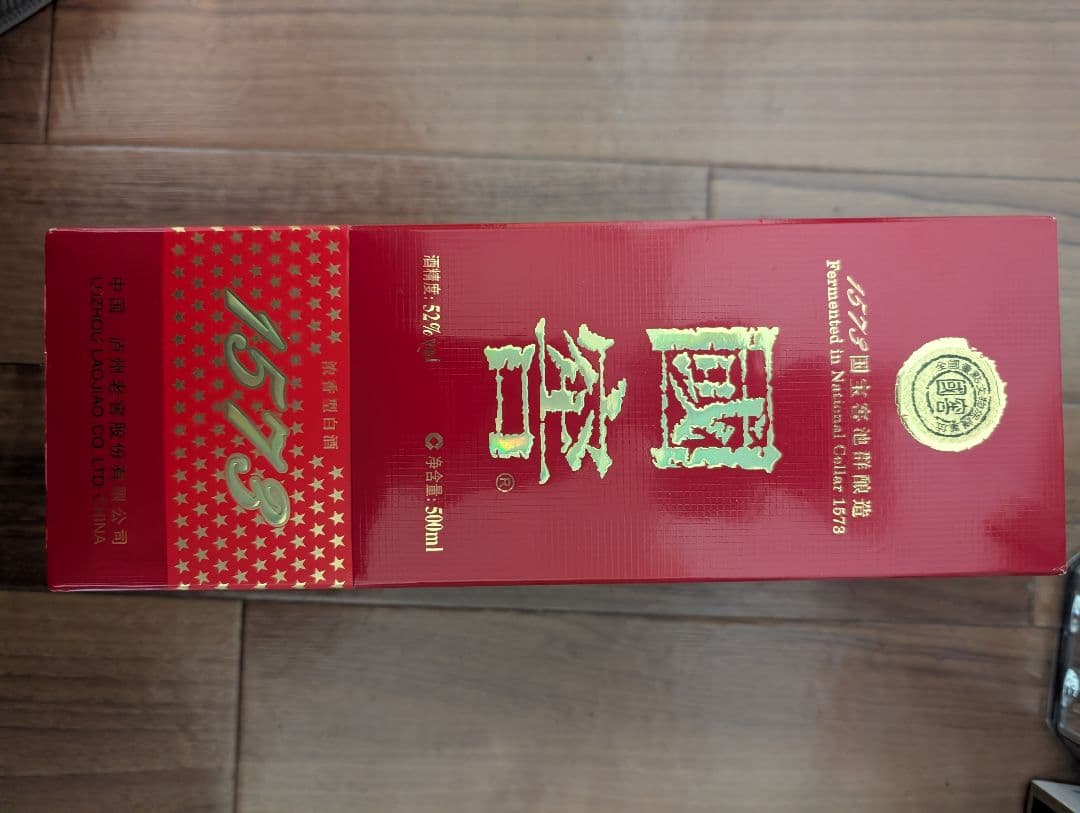 國窖
1573国宝窖池群酿造
Fermented in National Cellar 1573
國窖
®
酒精度: 52%vol
净含量: 500ml
浓香型白酒
1573
中国 泸州老窖股份有限公司
LUZHOU LAOJIAO CO.,LTD.CHINA